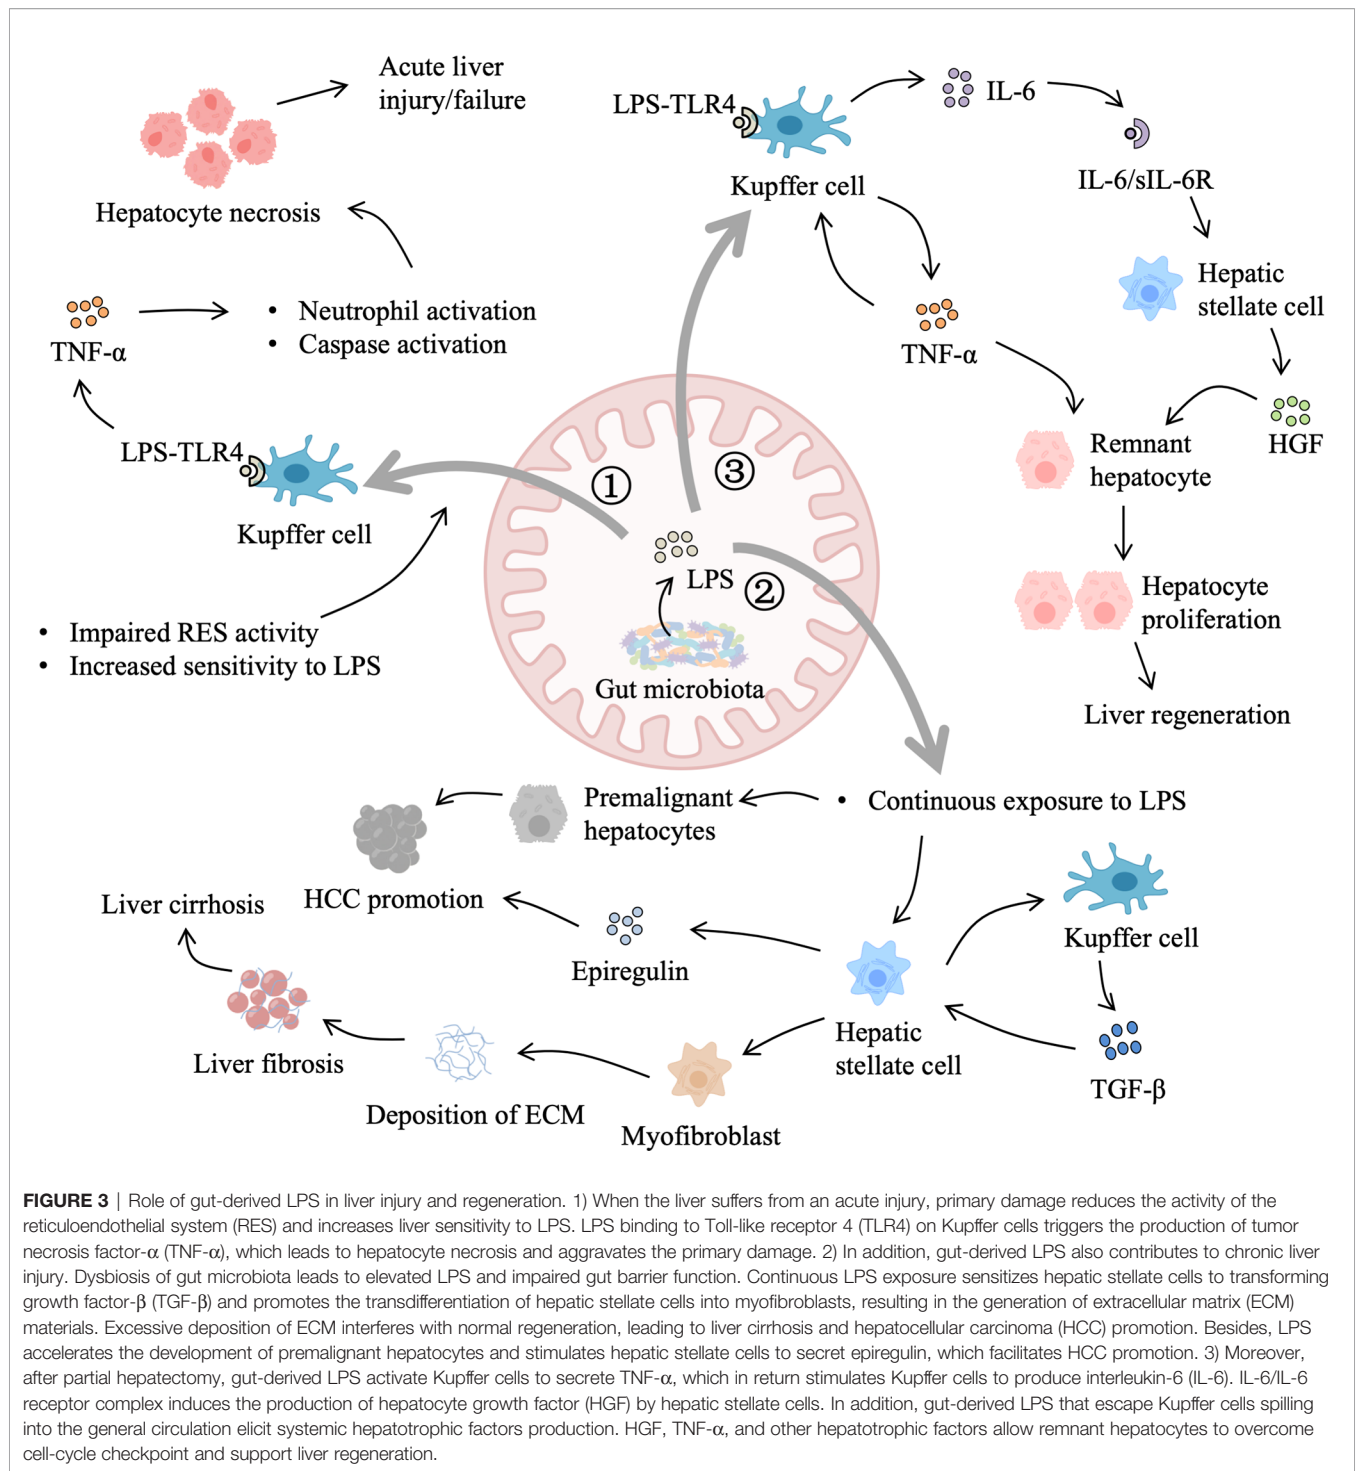 Acute liver
injury/failure
Hepatocyte necrosis
TNF-α
• Neutrophil activation
• Caspase activation
LPS-TLR4
Kupffer cell
• Impaired RES activity
• Increased sensitivity to LPS
①
③
②
LPS
Gut microbiota
LPS-TLR4
Kupffer cell
IL-6
IL-6/sIL-6R
Hepatic
stellate cell
TNF-α
HGF
Remnant
hepatocyte
Hepatocyte
proliferation
Liver regeneration
• Continuous exposure to LPS
Premalignant
hepatocytes
HCC promotion
Liver cirrhosis
Epiregulin
Kupffer cell
Hepatic
stellate cell
TGF-β
Liver fibrosis
Deposition of ECM
Myofibroblast
FIGURE 3 | Role of gut-derived LPS in liver injury and regeneration. 1) When the liver suffers from an acute injury, primary damage reduces the activity of the
reticuloendothelial system (RES) and increases liver sensitivity to LPS. LPS binding to Toll-like receptor 4 (TLR4) on Kupffer cells triggers the production of tumor
necrosis factor-α (TNF-α), which leads to hepatocyte necrosis and aggravates the primary damage. 2) In addition, gut-derived LPS also contributes to chronic liver
injury. Dysbiosis of gut microbiota leads to elevated LPS and impaired gut barrier function. Continuous LPS exposure sensitizes hepatic stellate cells to transforming
growth factor-β (TGF-β) and promotes the transdifferentiation of hepatic stellate cells into myofibroblasts, resulting in the generation of extracellular matrix (ECM)
materials. Excessive deposition of ECM interferes with normal regeneration, leading to liver cirrhosis and hepatocellular carcinoma (HCC) promotion. Besides, LPS
accelerates the development of premalignant hepatocytes and stimulates hepatic stellate cells to secret epiregulin, which facilitates HCC promotion. 3) Moreover,
after partial hepatectomy, gut-derived LPS activate Kupffer cells to secrete TNF-α, which in return stimulates Kupffer cells to produce interleukin-6 (IL-6). IL-6/IL-6
receptor complex induces the production of hepatocyte growth factor (HGF) by hepatic stellate cells. In addition, gut-derived LPS that escape Kupffer cells spilling
into the general circulation elicit systemic hepatotrophic factors production. HGF, TNF-α, and other hepatotrophic factors allow remnant hepatocytes to overcome
cell-cycle checkpoint and support liver regeneration.